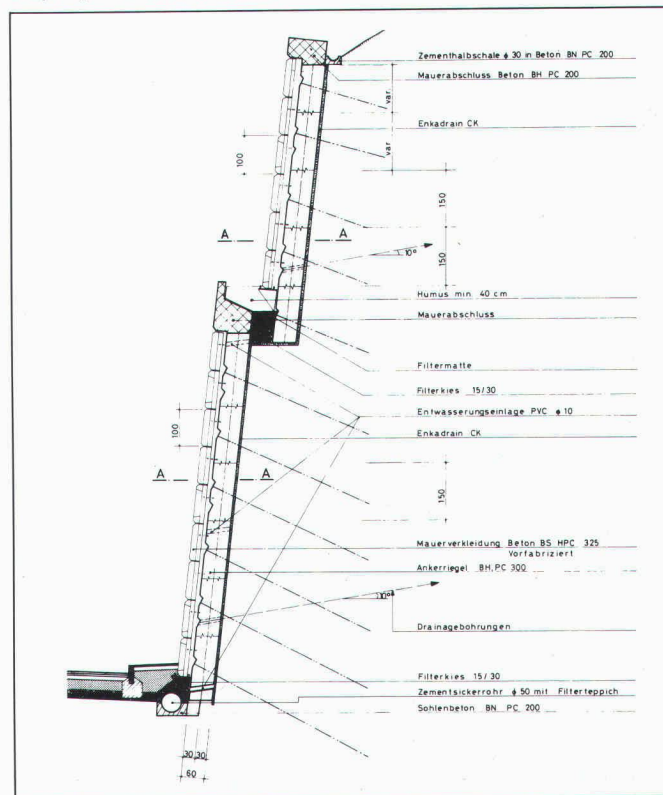 Zementhalbschale ϕ 30 in Beton BN PC 200
Mauerabschluss Beton BH PC 200
var.
Enkadrain CK
var
100
150
A A
150
10°
Humus min. 40 cm
Mauerabschluss
Filtermatte
Filterkies 15/30
Entwasserungseinlage PVC ϕ 10
100
Enkadrain CK
A A
150
Mauerverkleidung Beton BS HPC 325
Vorfabriziert
Ankerriegel BH, PC 300
10°
Drainagebohrungen
Filterkies 15/30
Zementsickerrohr ϕ 50 mit Filterteppich
Sohlenbeton BN PC 200
30 30
60